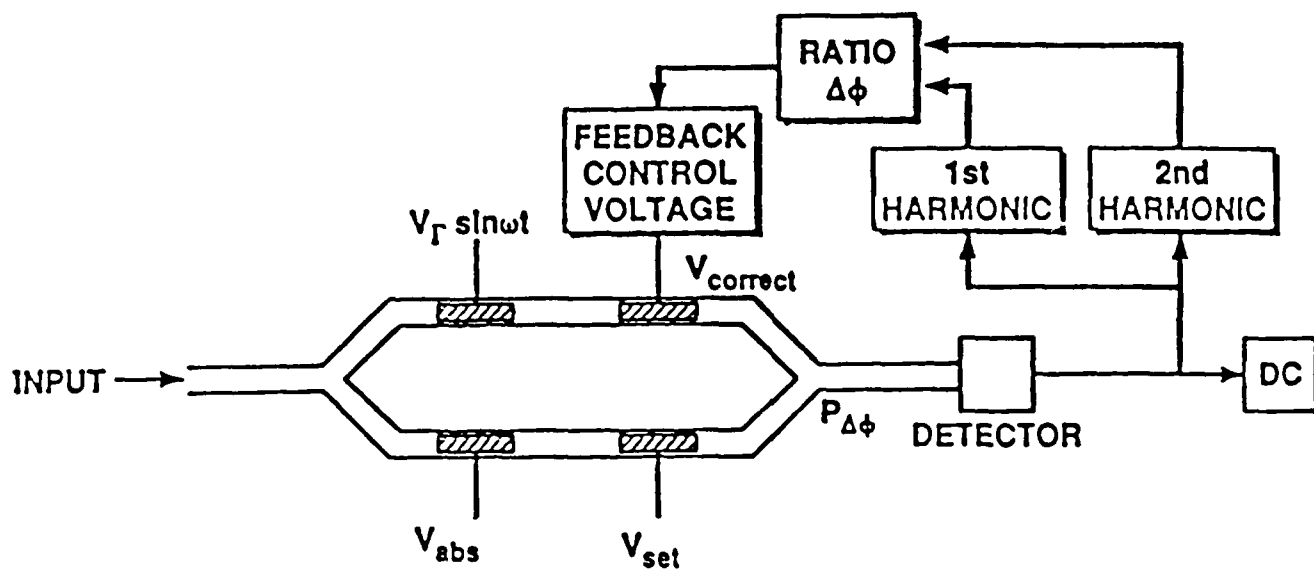 RATIO
Δϕ
FEEDBACK
CONTROL
VOLTAGE
1st
HARMONIC
2nd
HARMONIC
V_Γ sinωt
V_correct
INPUT
DC
P_Δϕ
DETECTOR
V_abs
V_set